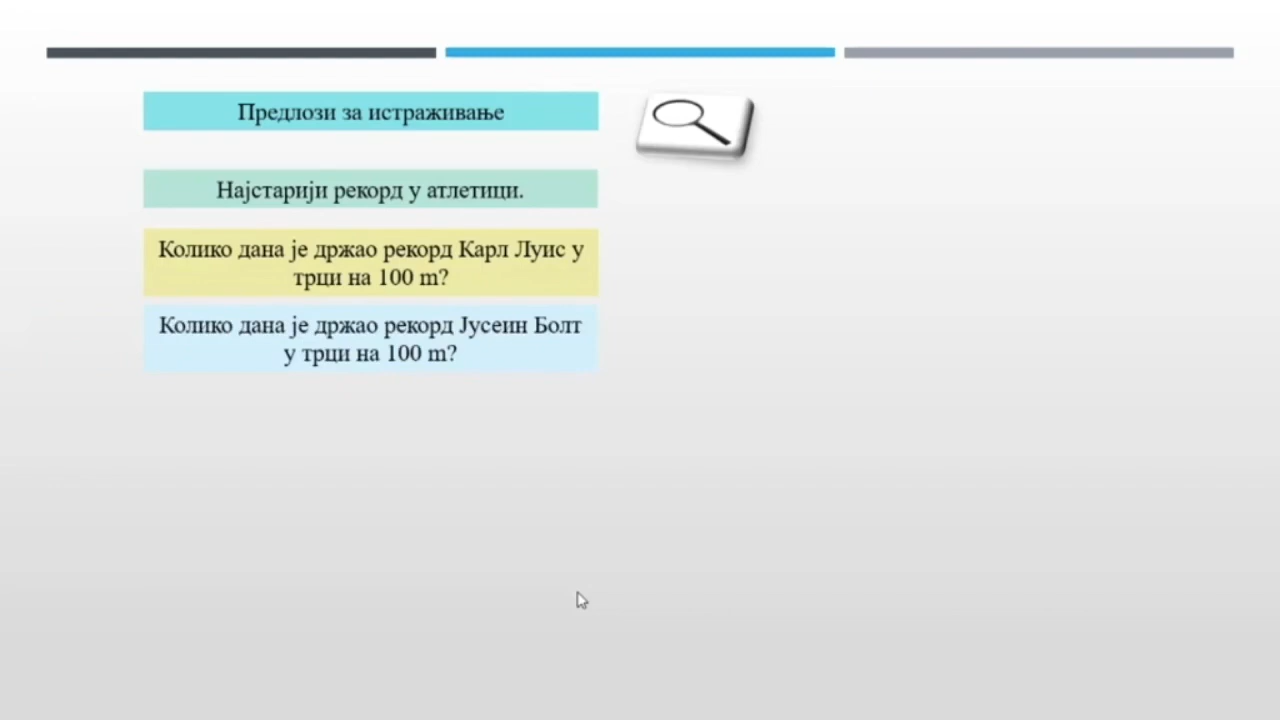 Предлози за истраживање
Најстарији рекорд у атлетици.
Колико дана је држао рекорд Карл Луис у
трци на 100 m?
Колико дана је држао рекорд Јусеин Болт
у трци на 100 m?